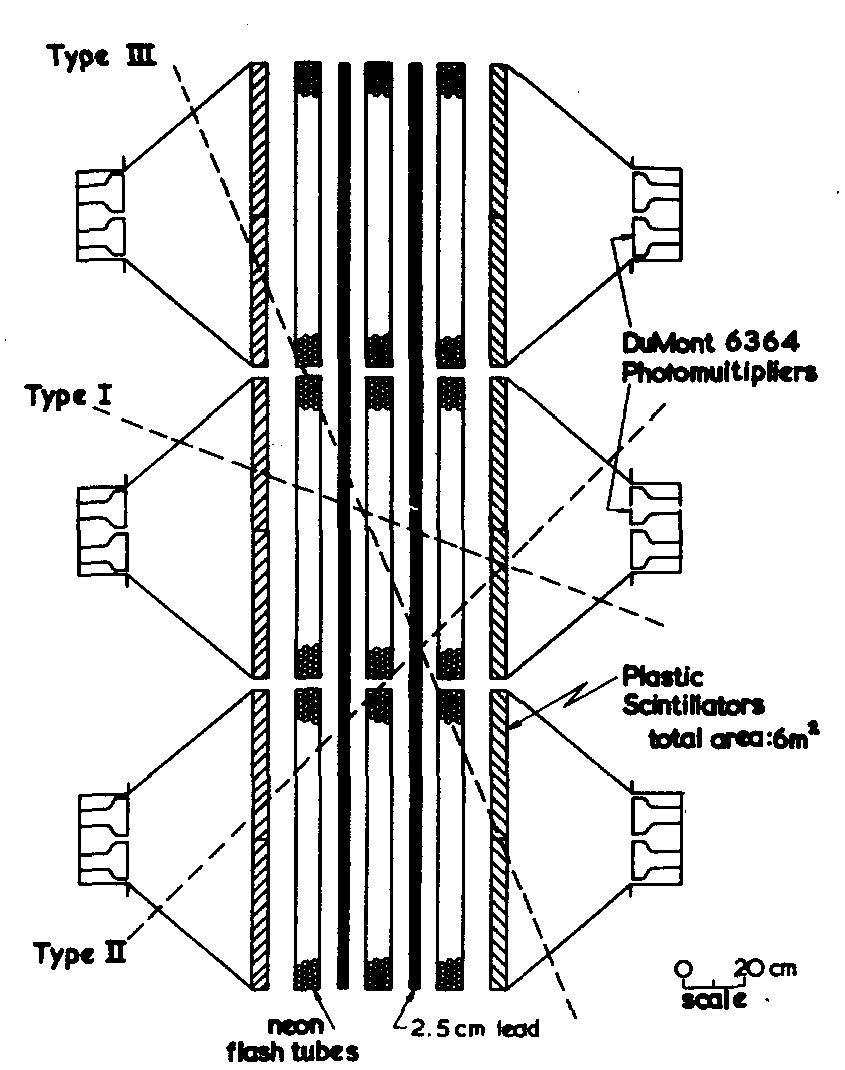 Type III
DuMont 6364
Photomultipliers
Type I
Plastic
Scintillators
total area:6m²
Type II
0 20 cm
scale
neon
flash tubes
2.5 cm lead